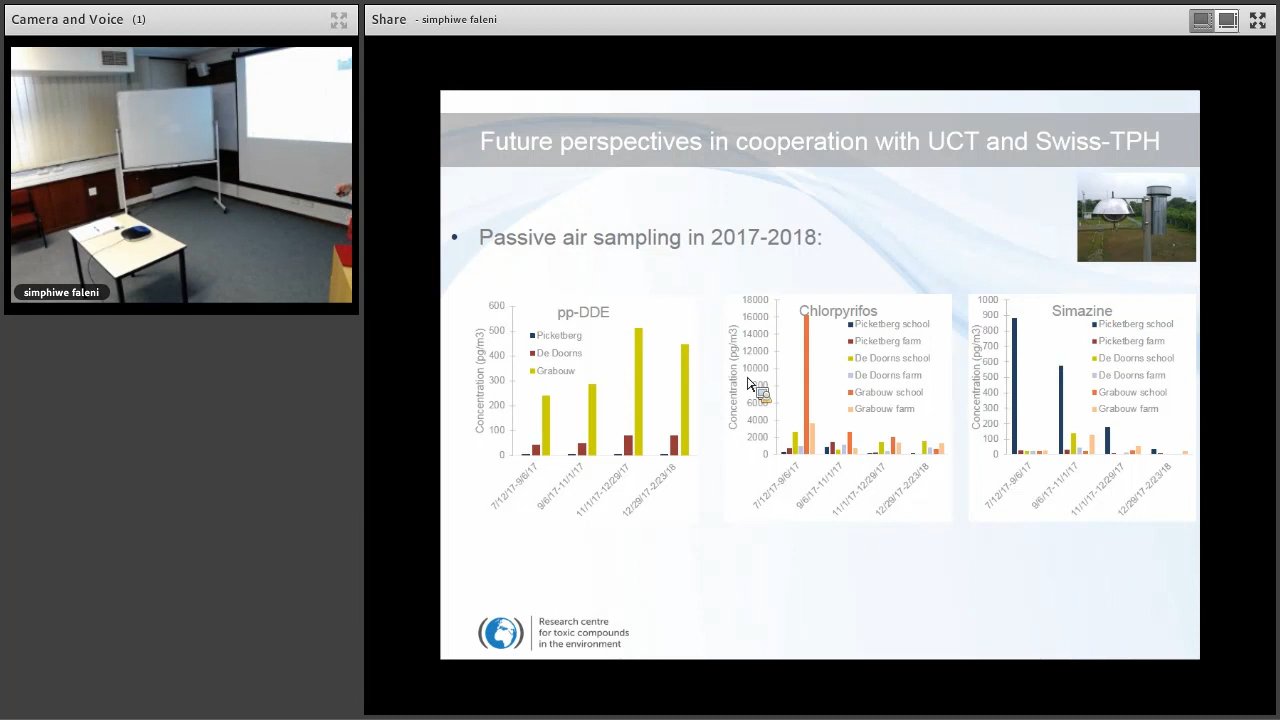 Camera and Voice (1)
Share - simphiwe faleni
simphiwe faleni
Future perspectives in cooperation with UCT and Swiss-TPH
• Passive air sampling in 2017-2018:
pp-DDE
Concentration (pg/m3)
600
500
400
300
200
100
0
Picketberg
De Doorns
Grabouw
7/12/17-9/6/17
9/6/17-11/1/17
11/1/17-12/29/17
12/29/17-2/23/18
Chlorpyrifos
Concentration (pg/m3)
18000
16000
14000
12000
10000
8000
6000
4000
2000
0
Picketberg school
Picketberg farm
De Doorns school
De Doorns farm
Grabouw school
Grabouw farm
7/12/17-9/6/17
9/6/17-11/1/17
11/1/17-12/29/17
12/29/17-2/23/18
Simazine
Concentration (pg/m3)
1000
900
800
700
600
500
400
300
200
100
0
Picketberg school
Picketberg farm
De Doorns school
De Doorns farm
Grabouw school
Grabouw farm
7/12/17-9/6/17
9/6/17-11/1/17
11/1/17-12/29/17
12/29/17-2/23/18
Research centre
for toxic compounds
in the environment